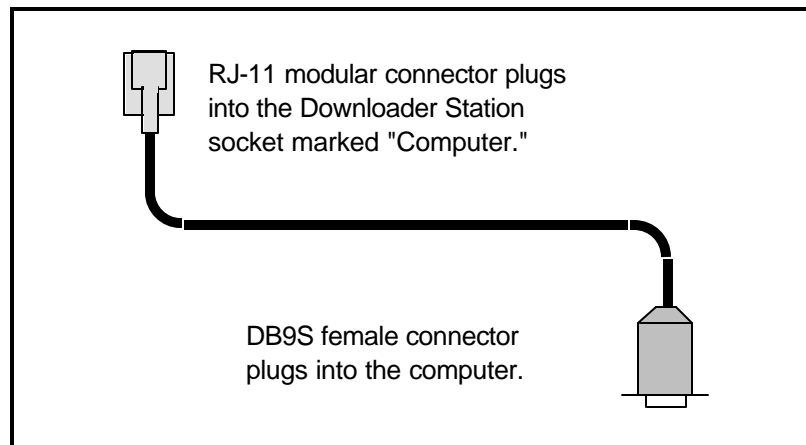 RJ-11 modular connector plugs
into the Downloader Station
socket marked "Computer."
DB9S female connector
plugs into the computer.